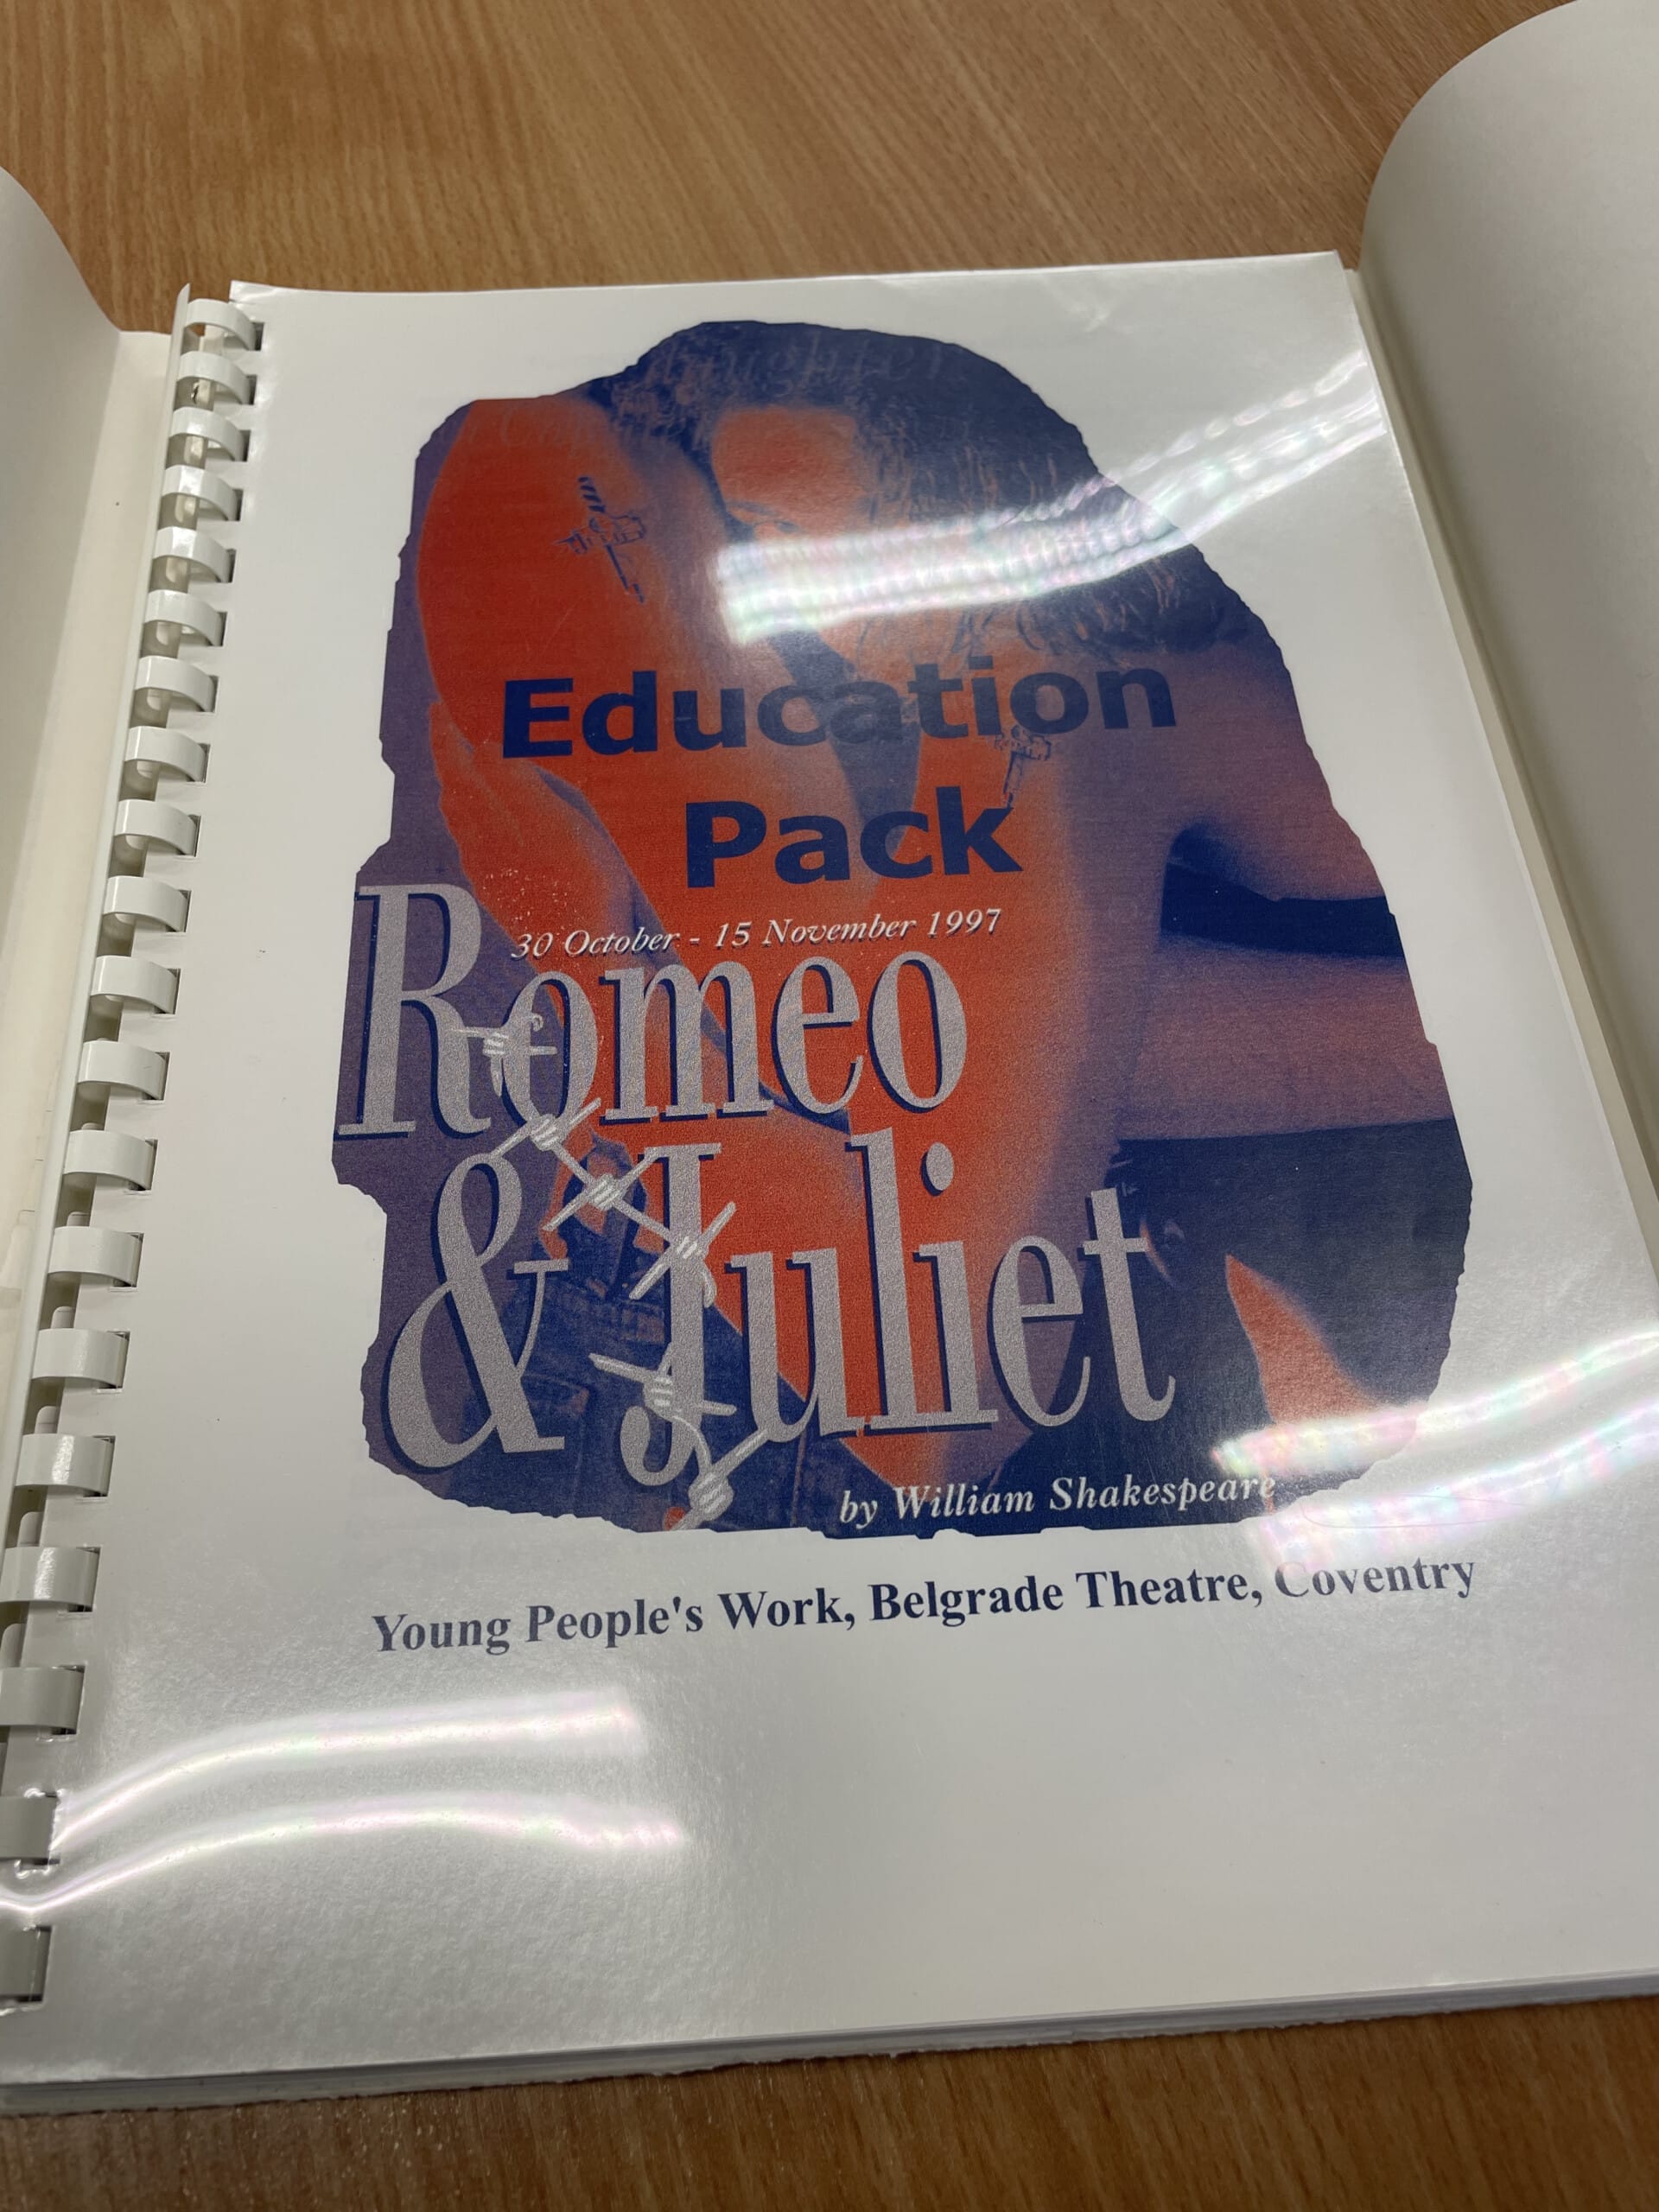 Education
Pack
30 October - 15 November 1997
Romeo
& Juliet
by William Shakespeare
Young People's Work, Belgrade Theatre, Coventry